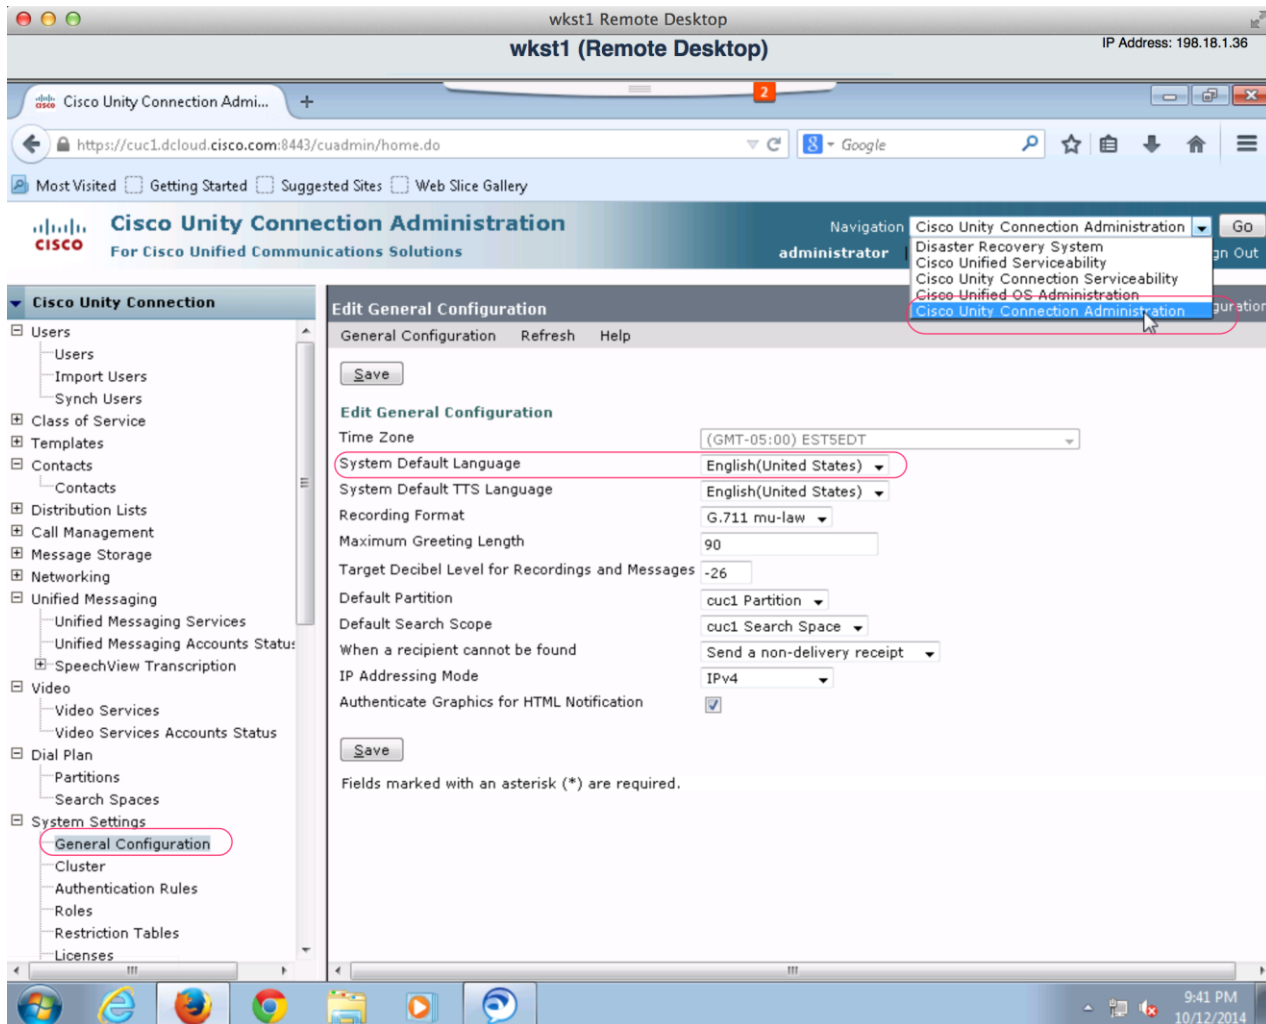 wkst1 Remote Desktop
wkst1 (Remote Desktop)
IP Address: 198.18.1.36
Cisco Unity Connection Admi...
2
https://cuc1.dcloud.cisco.com:8443/cuadmin/home.do
Google
Most Visited Getting Started Suggested Sites Web Slice Gallery
CISCO
Cisco Unity Connection Administration
For Cisco Unified Communications Solutions
Navigation Cisco Unity Connection Administration Go
administrator
gn Out
Disaster Recovery System
Cisco Unified Serviceability
Cisco Unity Connection Serviceability
Cisco Unified OS Administration
Cisco Unity Connection Administration
guration
Cisco Unity Connection
Users
Users
Import Users
Synch Users
Class of Service
Templates
Contacts
Contacts
Distribution Lists
Call Management
Message Storage
Networking
Unified Messaging
Unified Messaging Services
Unified Messaging Accounts Status
SpeechView Transcription
Video
Video Services
Video Services Accounts Status
Dial Plan
Partitions
Search Spaces
System Settings
General Configuration
Cluster
Authentication Rules
Roles
Restriction Tables
Licenses
Edit General Configuration
General Configuration Refresh Help
Save
Edit General Configuration
Time Zone (GMT-05:00) EST5EDT
System Default Language English(United States)
System Default TTS Language English(United States)
Recording Format G.711 mu-law
Maximum Greeting Length 90
Target Decibel Level for Recordings and Messages -26
Default Partition cuc1 Partition
Default Search Scope cuc1 Search Space
When a recipient cannot be found Send a non-delivery receipt
IP Addressing Mode IPv4
Authenticate Graphics for HTML Notification
Save
Fields marked with an asterisk (*) are required.
9:41 PM
10/12/2014